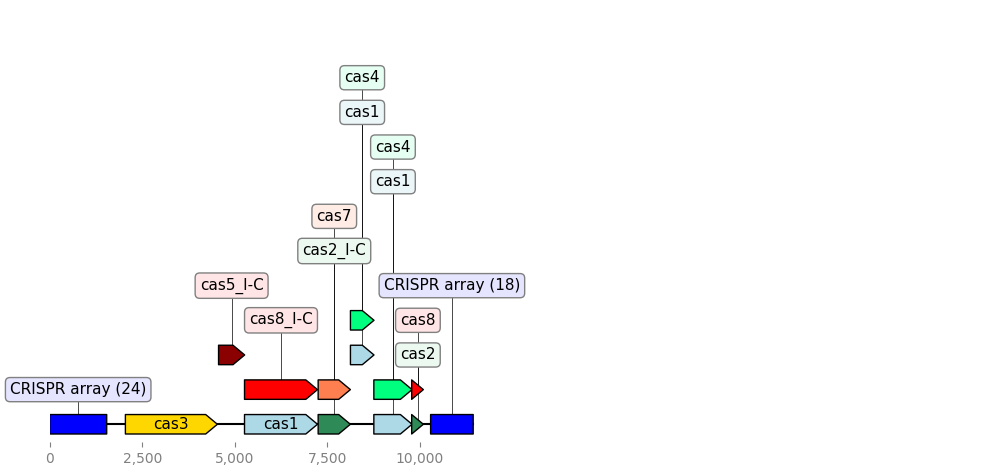 cas4
cas1
cas4
cas1
cas7
cas2_I-C
cas5_I-C
CRISPR array (18)
cas8_I-C
cas8
cas2
CRISPR array (24)
cas3
cas1
0
2,500
5,000
7,500
10,000